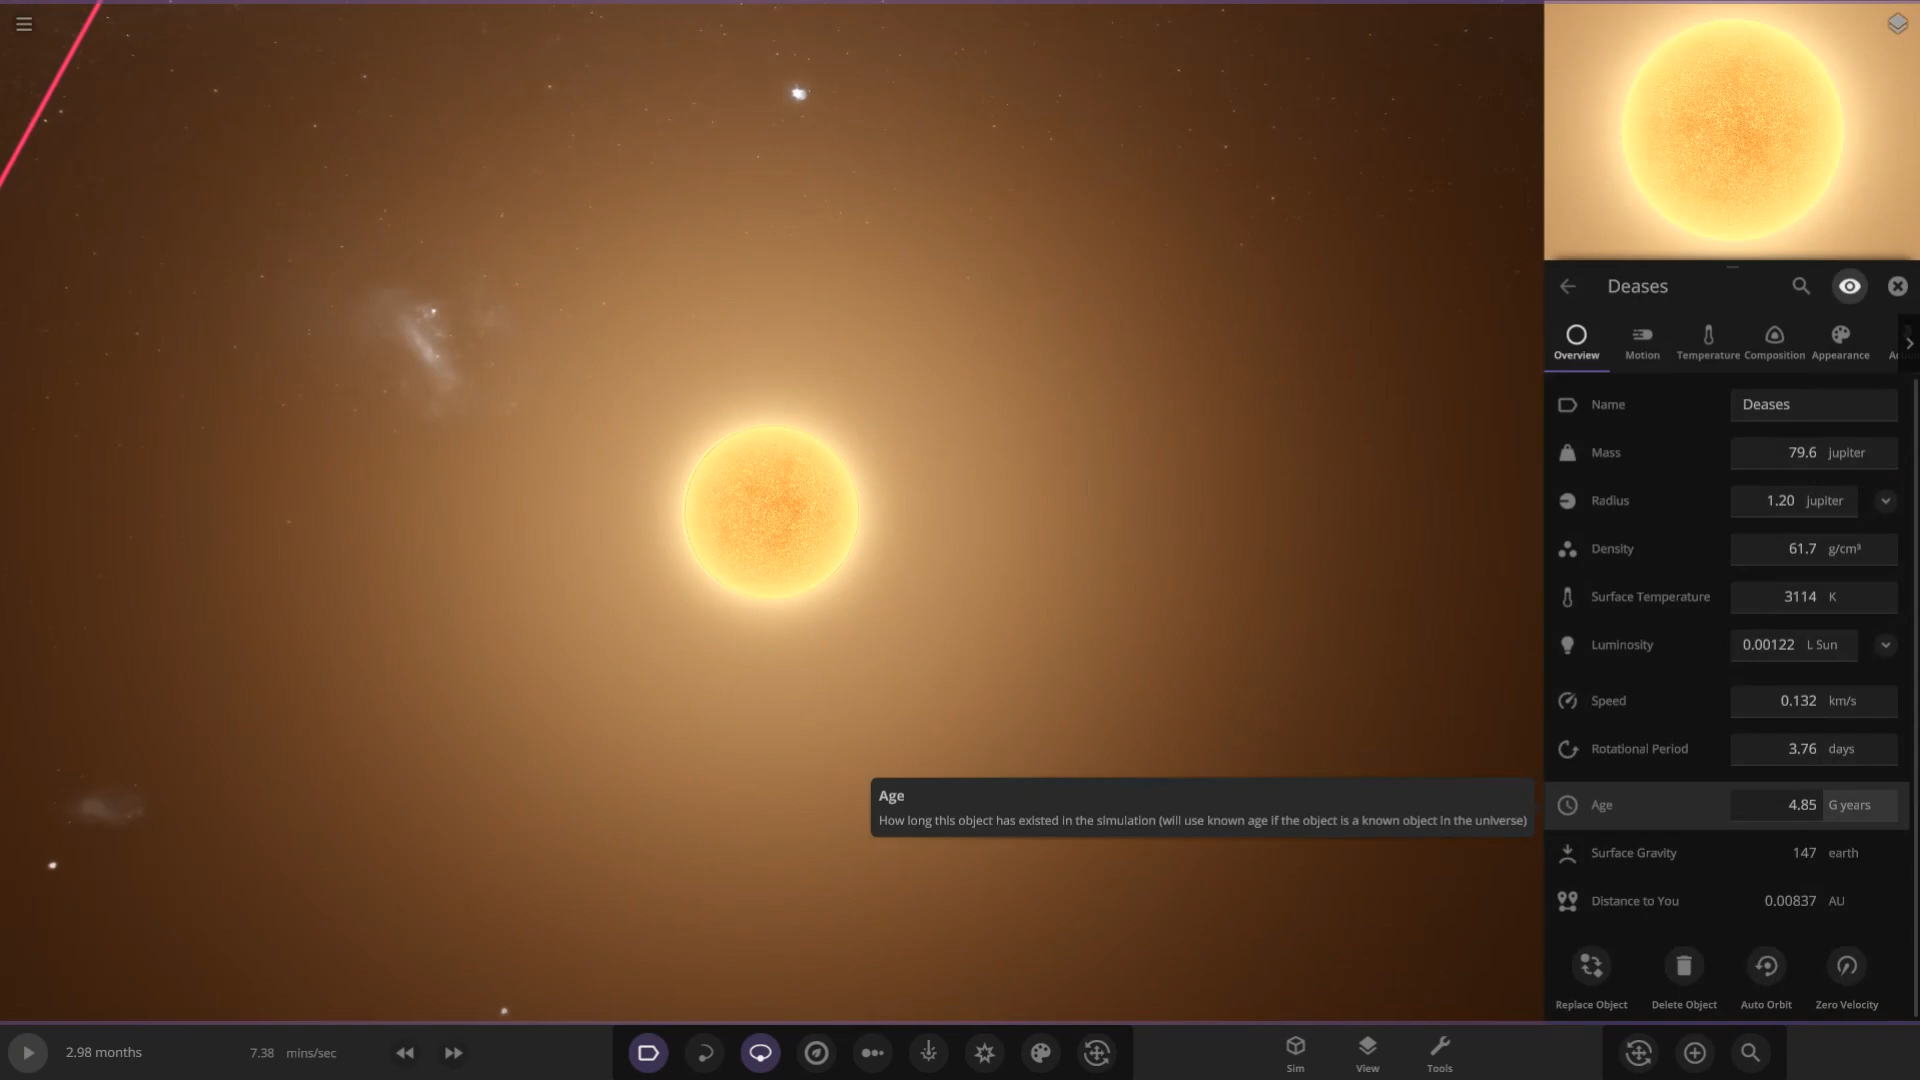 Deases
Overview
Motion
Temperature
Composition
Appearance
Name
Deases
Mass
79.6 jupiter
Radius
1.20 jupiter
Density
61.7 g/cm³
Surface Temperature
3114 K
Luminosity
0.00122 L Sun
Speed
0.132 km/s
Rotational Period
3.76 days
Age
How long this object has existed in the simulation (will use known age if the object is a known object in the universe)
Age
4.85 G years
Surface Gravity
147 earth
Distance to You
0.00837 AU
Replace Object
Delete Object
Auto Orbit
Zero Velocity
2.98 months
7.38 mins/sec
Sim
View
Tools